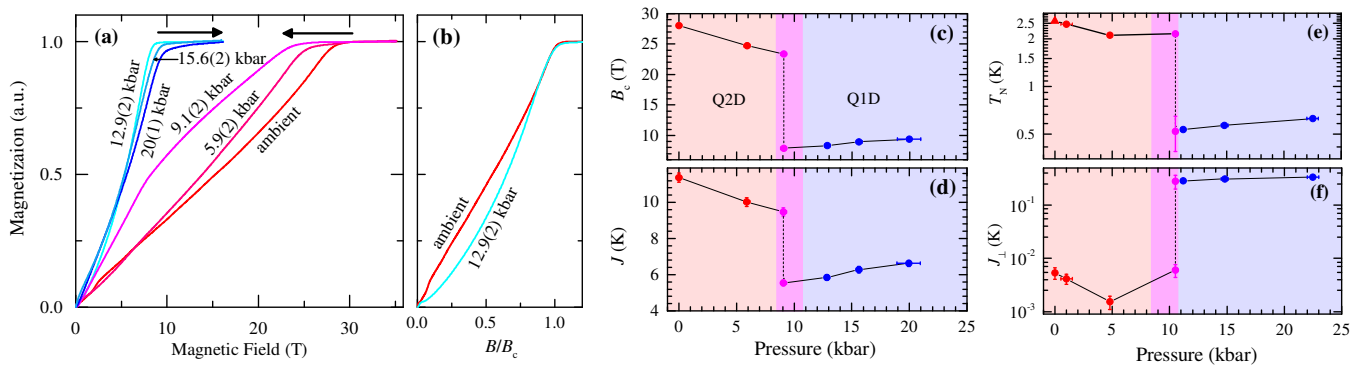 (a)
12.9(2) kbar
15.6(2) kbar
20(1) kbar
9.1(2) kbar
5.9(2) kbar
ambient
Magnetizaion (a.u.)
1.0
0.5
0.0
0 10 20 30
Magnetic Field (T)
(b)
ambient
12.9(2) kbar
0.0 0.5 1.0
B/Bc
(c)
Bc (T)
30
25
20
15
10
Q2D
Q1D
(d)
J (K)
10
8
6
4
0 5 10 15 20 25
Pressure (kbar)
(e)
TN (K)
2.5
2
1
0.5
(f)
J⊥ (K)
10-1
10-2
10-3
0 5 10 15 20 25
Pressure (kbar)